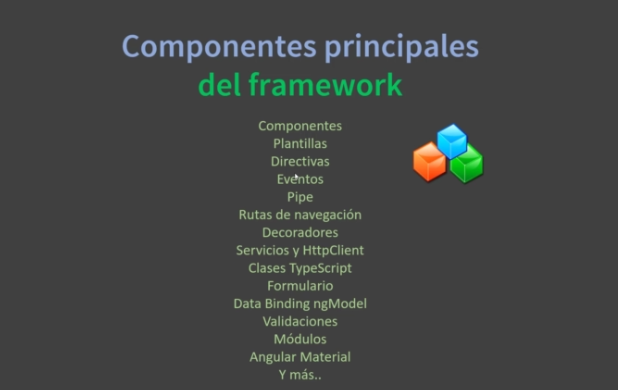 Componentes principales
del framework
Componentes
Plantillas
Directivas
Eventos
Pipe
Rutas de navegación
Decoradores
Servicios y HttpClient
Clases TypeScript
Formulario
Data Binding ngModel
Validaciones
Módulos
Angular Material
Y más..